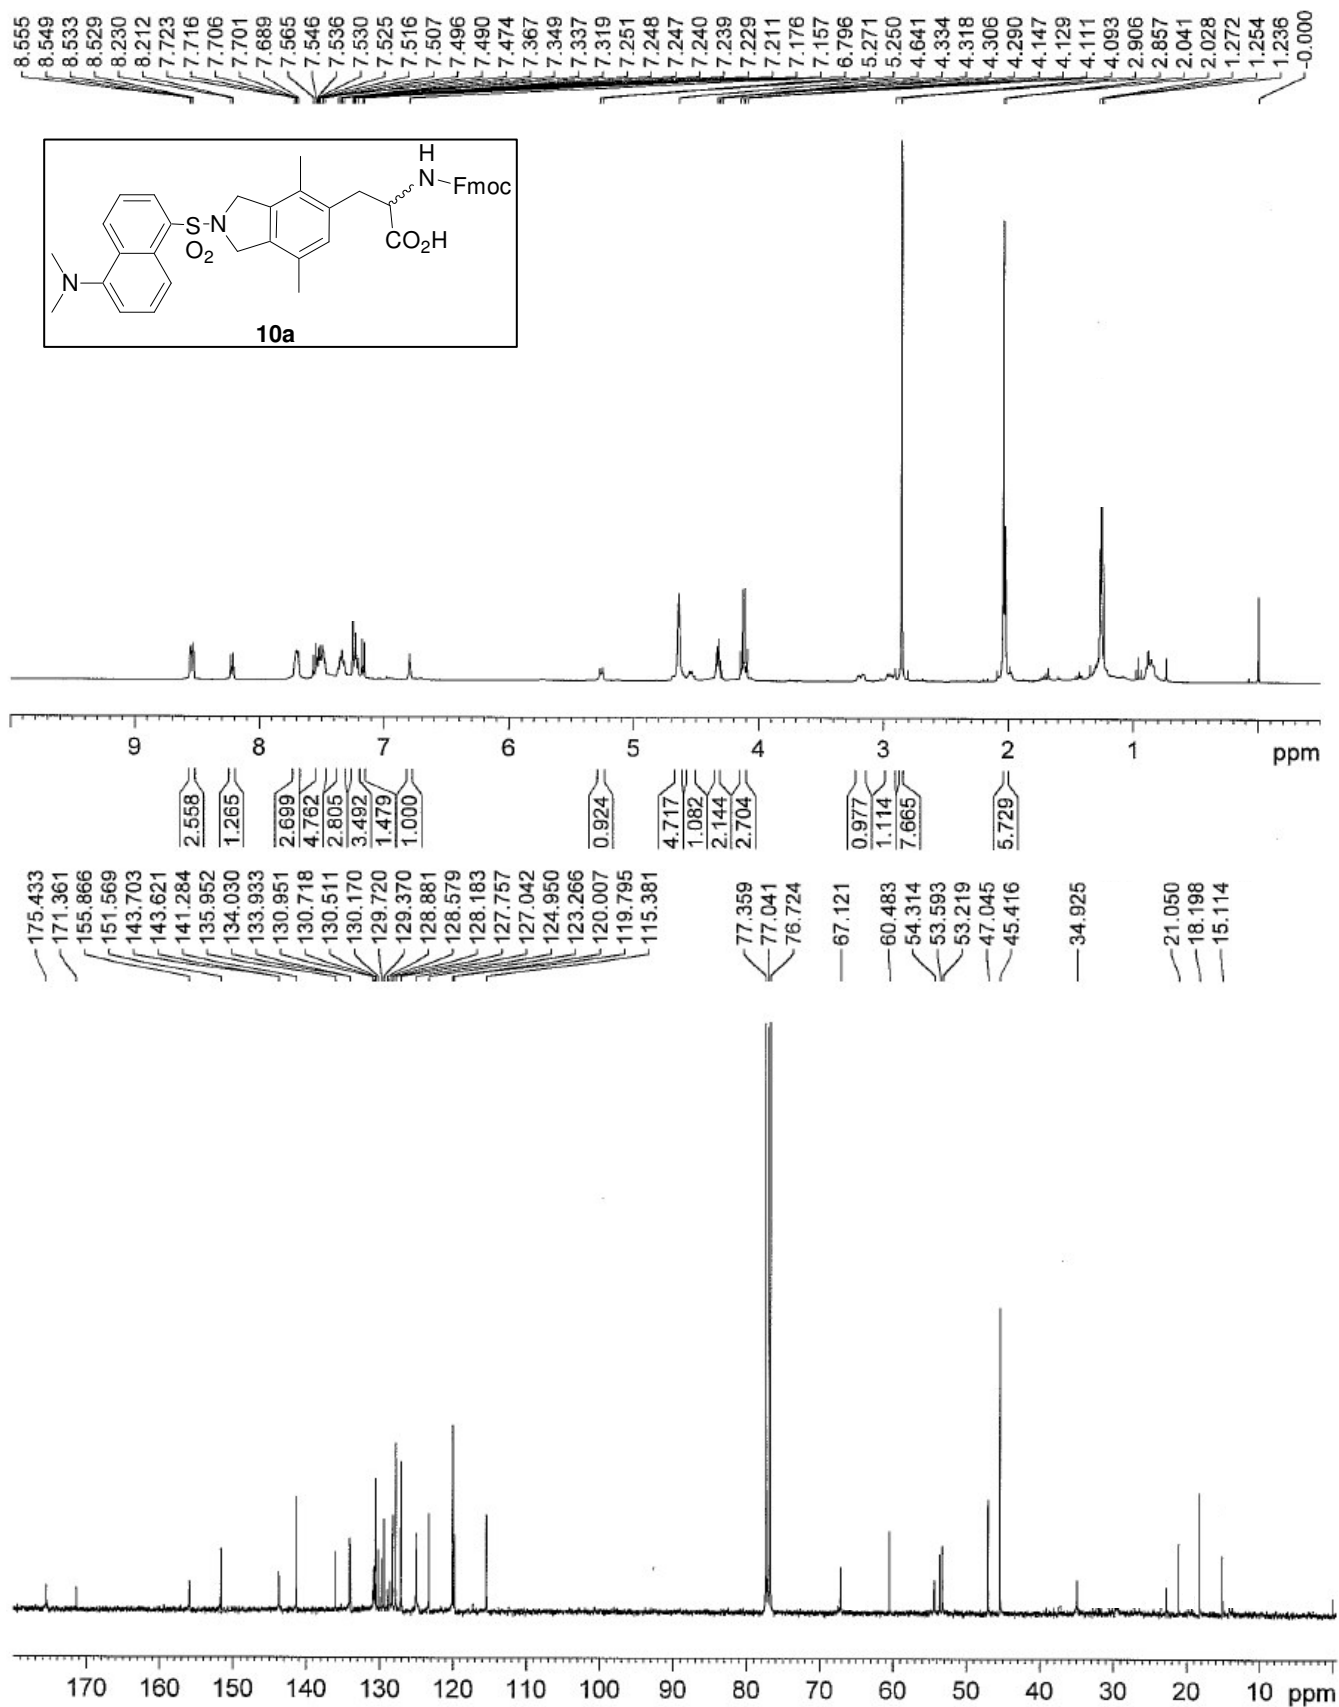 8.555 8.549 8.533 8.529 8.230 8.212 7.723 7.716 7.706 7.701 7.689 7.565 7.546 7.536 7.530 7.525 7.516 7.507 7.496 7.490 7.474 7.367 7.349 7.337 7.319 7.251 7.248 7.247 7.240 7.239 7.229 7.211 7.176 7.157 6.796 5.271 5.250 4.641 4.334 4.318 4.306 4.290 4.147 4.129 4.111 4.093 2.906 2.857 2.041 2.028 1.272 1.254 1.236 -0.000
H
N Fmoc
S N
O2
CO2H
N
10a
9 8 7 6 5 4 3 2 1 ppm
2.558 1.265 2.699 4.762 2.805 3.492 1.479 1.000 0.924 4.717 1.082 2.144 2.704 0.977 1.114 7.665 5.729
175.433 171.361 155.866 151.569 143.703 143.621 141.284 135.952 134.030 133.933 130.951 130.718 130.511 130.170 129.720 129.370 128.881 128.579 128.183 127.757 127.042 124.950 123.266 120.007 119.795 115.381 77.359 77.041 76.724 67.121 60.483 54.314 53.593 53.219 47.045 45.416 34.925 21.050 18.198 15.114
170 160 150 140 130 120 110 100 90 80 70 60 50 40 30 20 10 ppm